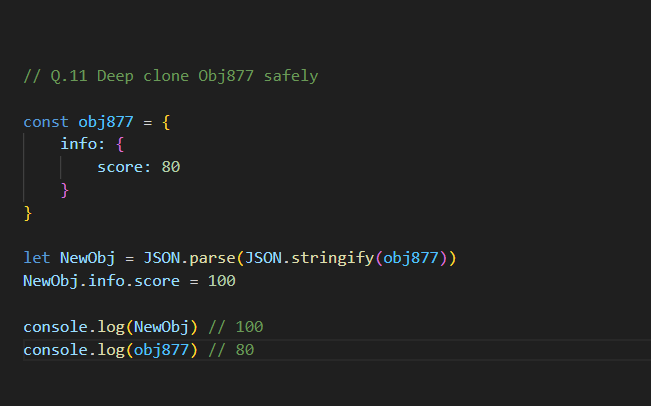 // Q.11 Deep clone Obj877 safely
const obj877 = {
    info: {
        score: 80
    }
}
let NewObj = JSON.parse(JSON.stringify(obj877))
NewObj.info.score = 100
console.log(NewObj) // 100
console.log(obj877) // 80